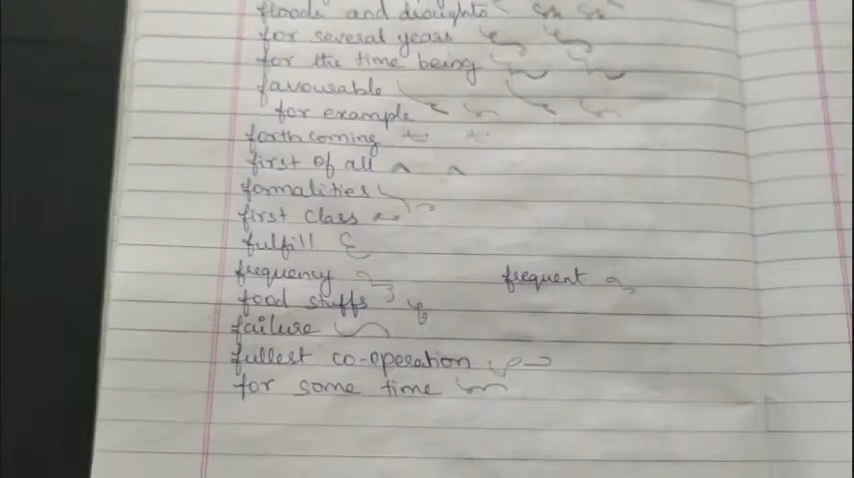 floods and droughts
for several years
for the time being
favourable
for example
forthcoming
first of all
formalities
first class
fulfill
frequency frequent
food stuffs
failure
fullest co-operation
for some time